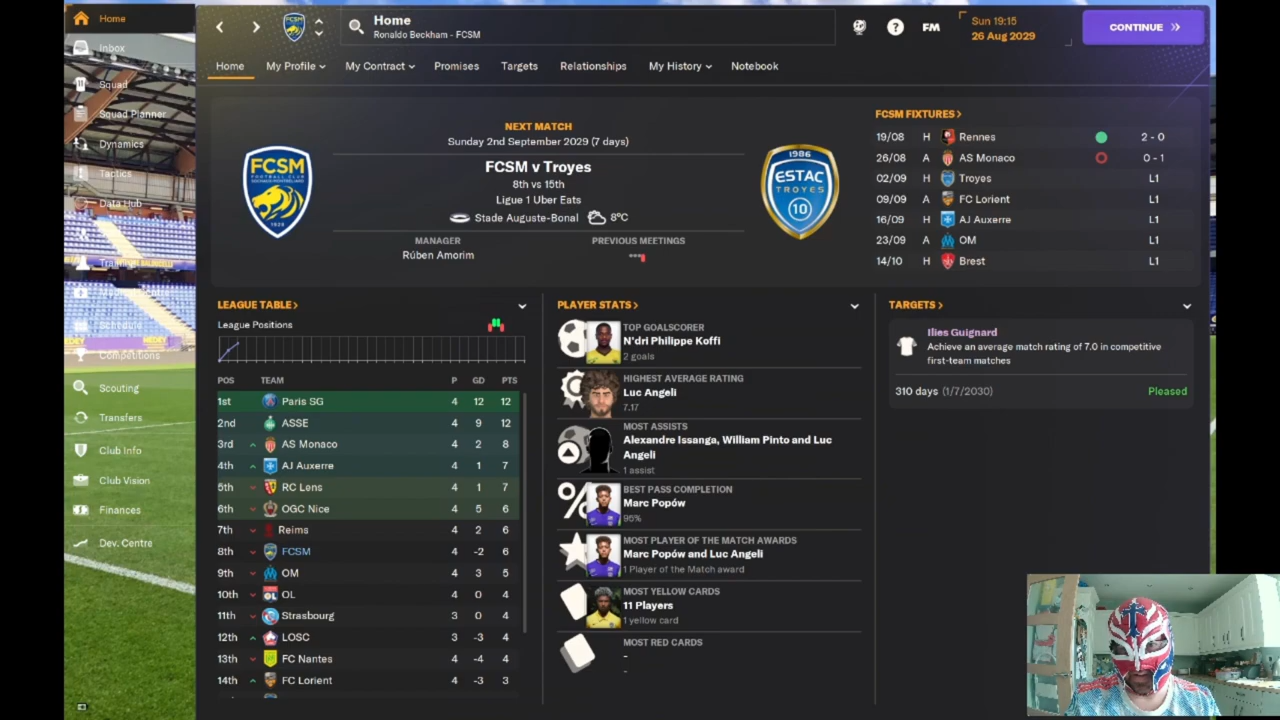 Home
Inbox
Squad
Squad Planner
Dynamics
Tactics
Data Hub
Schedule
Competitions
Scouting
Transfers
Club Info
Club Vision
Finances
Dev. Centre
Home
Ronaldo Beckham - FCSM
?
FM
Sun 19:15
26 Aug 2029
CONTINUE
Home
My Profile
My Contract
Promises
Targets
Relationships
My History
Notebook
NEXT MATCH
Sunday 2nd September 2029 (7 days)
FCSM v Troyes
8th vs 15th
Ligue 1 Uber Eats
Stade Auguste-Bonal 8°C
MANAGER
Rúben Amorim
PREVIOUS MEETINGS
FCSM
1986
ESTAC
TROYES
10
FCSM FIXTURES
19/08 H Rennes 2 - 0
26/08 A AS Monaco 0 - 1
02/09 H Troyes L1
09/09 A FC Lorient L1
16/09 H AJ Auxerre L1
23/09 A OM L1
14/10 H Brest L1
LEAGUE TABLE
League Positions
POS TEAM P GD PTS
1st Paris SG 4 12 12
2nd ASSE 4 9 12
3rd AS Monaco 4 2 8
4th AJ Auxerre 4 1 7
5th RC Lens 4 1 7
6th OGC Nice 4 5 6
7th Reims 4 2 6
8th FCSM 4 -2 6
9th OM 4 3 5
10th OL 4 0 4
11th Strasbourg 3 0 4
12th LOSC 3 -3 4
13th FC Nantes 4 -4 4
14th FC Lorient 4 -3 3
PLAYER STATS
TOP GOALSCORER
N'dri Philippe Koffi
2 goals
HIGHEST AVERAGE RATING
Luc Angeli
7.17
MOST ASSISTS
Alexandre Issanga, William Pinto and Luc
Angeli
1 assist
BEST PASS COMPLETION
Marc Popów
95%
MOST PLAYER OF THE MATCH AWARDS
Marc Popów and Luc Angeli
1 Player of the Match award
MOST YELLOW CARDS
11 Players
1 yellow card
MOST RED CARDS
-
-
TARGETS
Ilies Guignard
Achieve an average match rating of 7.0 in competitive
first-team matches
310 days (1/7/2030)
Pleased